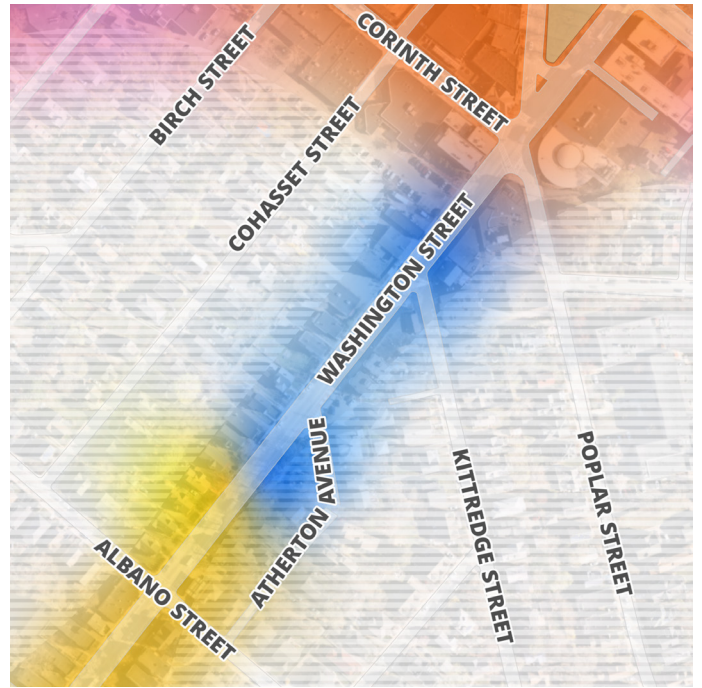 CORINTH STREET
BIRCH STREET
COHASSET STREET
WASHINGTON STREET
ATHERTON AVENUE
KITTREDGE STREET
POPLAR STREET
ALBANO STREET